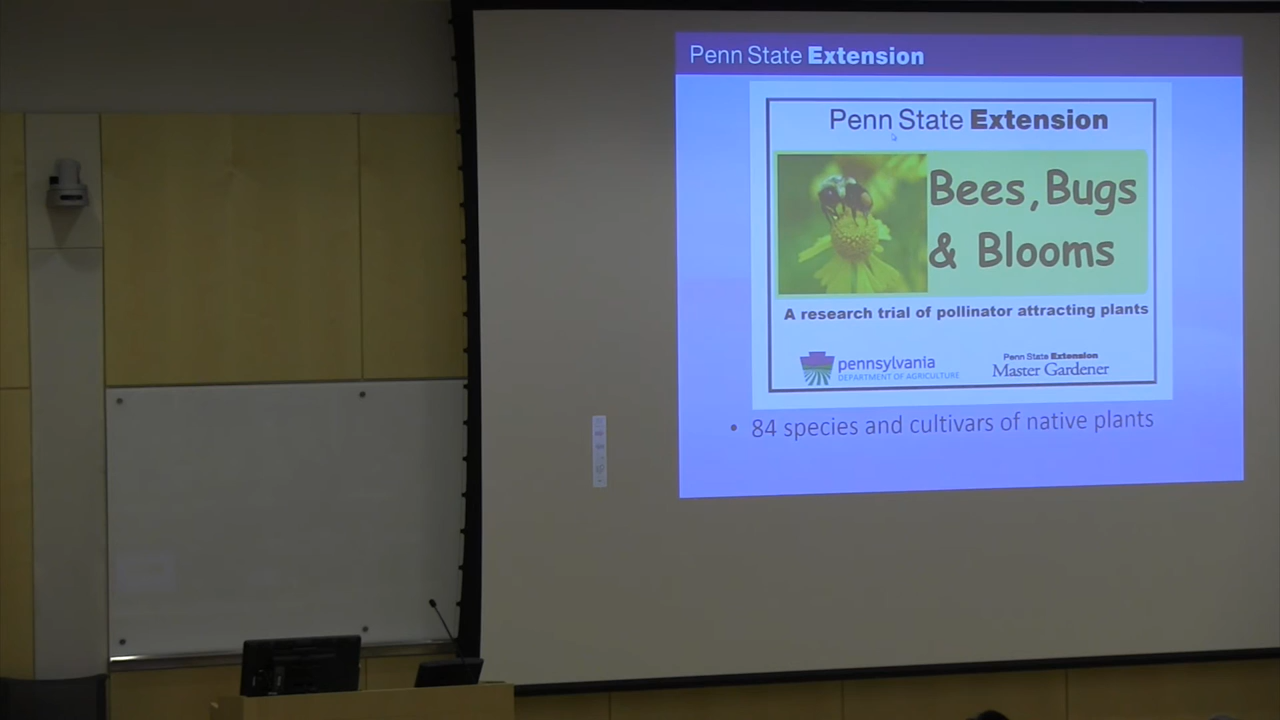 Penn State Extension
Penn State Extension
Bees, Bugs
& Blooms
A research trial of pollinator attracting plants
pennsylvania
DEPARTMENT OF AGRICULTURE
Penn State Extension
Master Gardener
• 84 species and cultivars of native plants